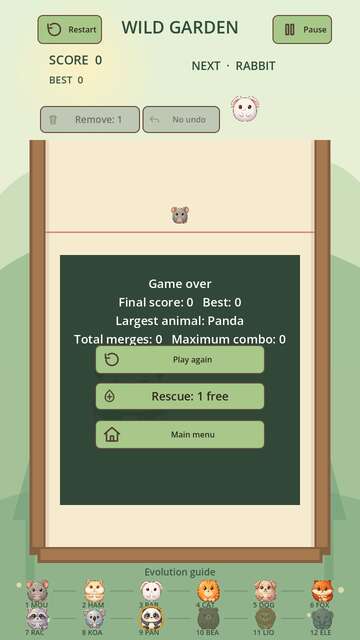 Restart
WILD GARDEN
Pause
SCORE 0
BEST 0
NEXT · RABBIT
Remove: 1
No undo
Game over
Final score: 0 Best: 0
Largest animal: Panda
Total merges: 0 Maximum combo: 0
Play again
Rescue: 1 free
Main menu
Evolution guide
1 MOU
2 HAM
3 RAB
4 CAT
5 DOG
6 FOX
7 RAC
8 KOA
9 PAN
10 BEA
11 LIO
12 ELE